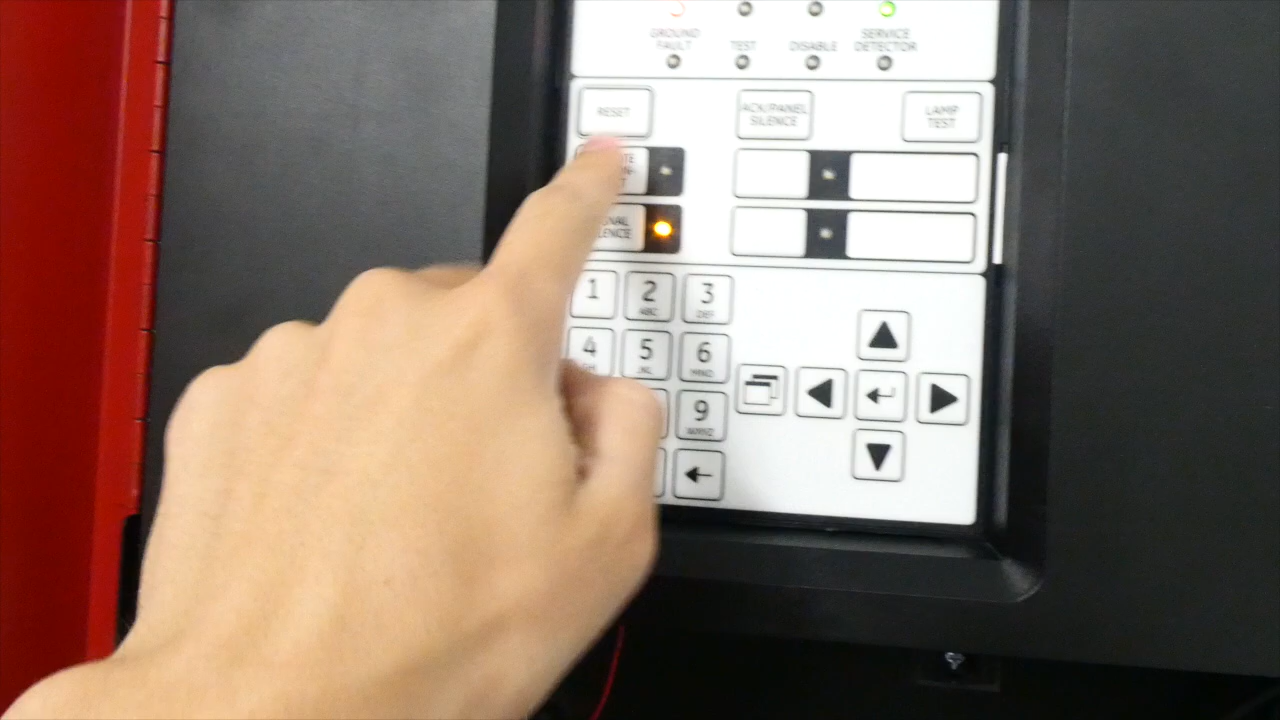 GROUND
FAULT
TEST
DISABLE
SERVICE
DETECTOR
RESET
ACK/PANEL
SILENCE
LAMP
TEST
1
2
ABC
3
DEF
4
5
JKL
6
MNO
9
WXYZ